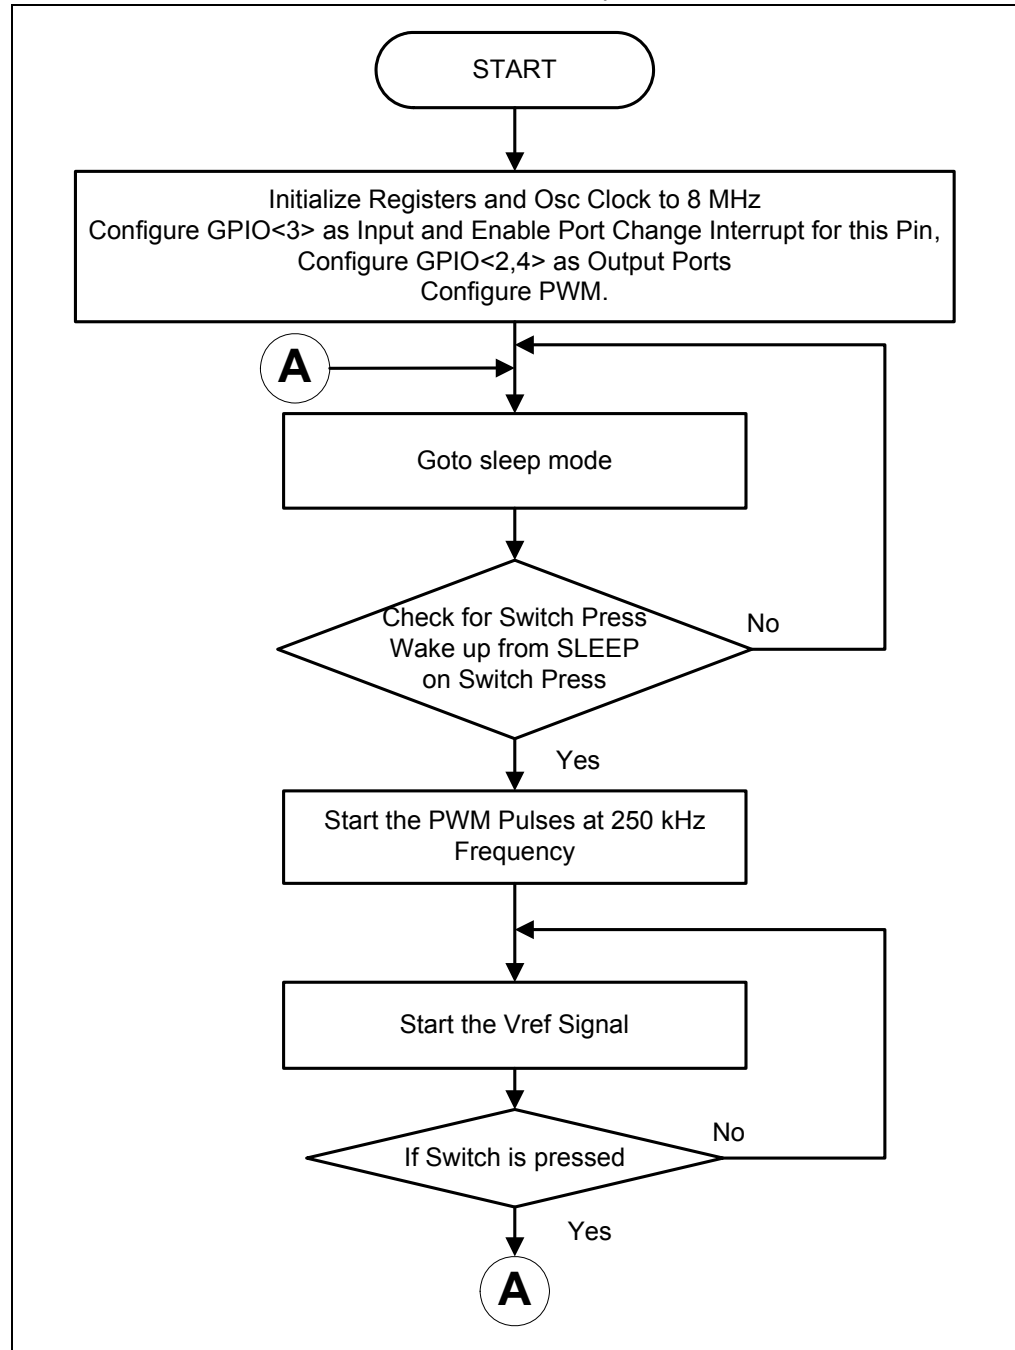 START
Initialize Registers and Osc Clock to 8 MHz
Configure GPIO<3> as Input and Enable Port Change Interrupt for this Pin,
Configure GPIO<2,4> as Output Ports
Configure PWM.
A
Goto sleep mode
Check for Switch Press
Wake up from SLEEP
on Switch Press
No
Yes
Start the PWM Pulses at 250 kHz
Frequency
Start the Vref Signal
If Switch is pressed
No
Yes
A